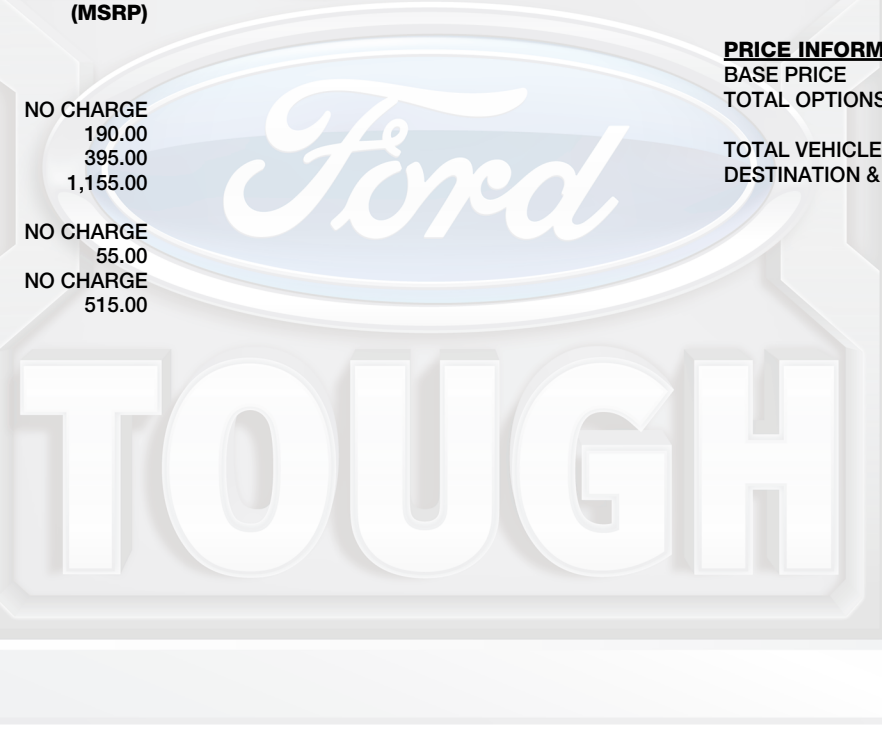 (MSRP)
NO CHARGE
190.00
395.00
1,155.00
NO CHARGE
55.00
NO CHARGE
515.00
PRICE INFORM
BASE PRICE
TOTAL OPTIONS
TOTAL VEHICLE
DESTINATION &
Ford
TOUGH